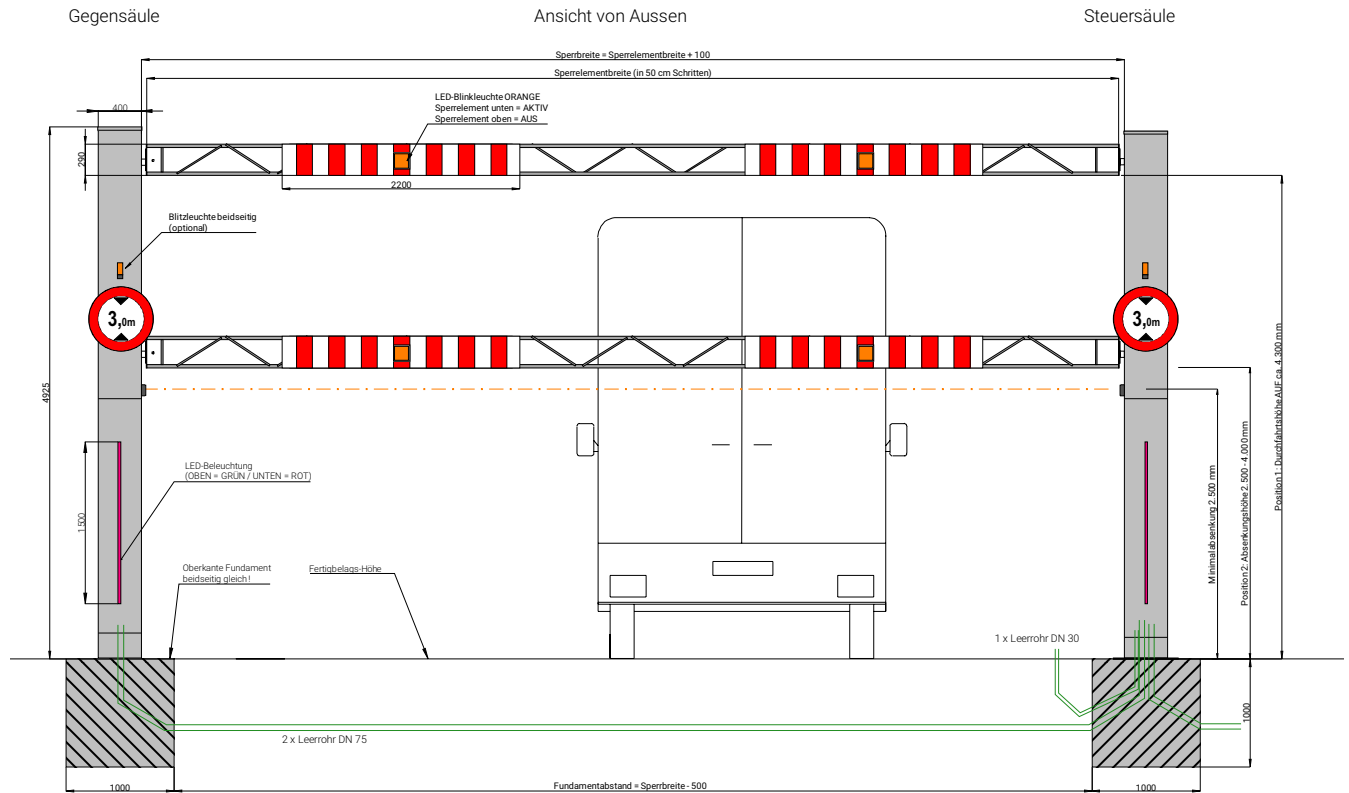 Gegensäule
Ansicht von Aussen
Steuersäule
Sperrbreite = Sperrelementbreite + 100
Sperrelementbreite (in 50 cm Schritten)
400
LED-Blinkleuchte ORANGE
Sperrelement unten = AKTIV
Sperrelement oben = AUS
290
2200
Blitzleuchte beidseitig
(optional)
3,0m
3,0m
4925
Position 1: Durchfahrtshöhe AUF ca. 4.300 mm
Position 2: Absenkungshöhe 2.500 - 4.000 mm
Minimalabsenkung 2.500 mm
LED-Beleuchtung
(OBEN = GRÜN / UNTEN = ROT)
1500
Oberkante Fundament
beidseitig gleich!
Fertigbelags-Höhe
1 x Leerrohr DN 30
2 x Leerrohr DN 75
1000
1000
Fundamentabstand = Sperrbreite - 500
1000